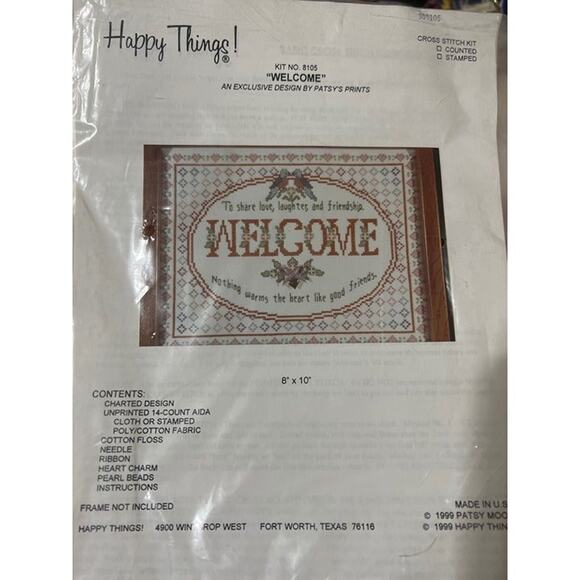 Happy Things!®
CROSS STITCH KIT
☐ COUNTED
☐ STAMPED
KIT NO. 8105
"WELCOME"
AN EXCLUSIVE DESIGN BY PATSY'S PRINTS
To share love, laughter, and friendship.
WELCOME
Nothing warms the heart like good friends.
8" x 10"
CONTENTS:
CHARTED DESIGN
UNPRINTED 14-COUNT AIDA
CLOTH OR STAMPED
POLY/COTTON FABRIC
COTTON FLOSS
NEEDLE
RIBBON
HEART CHARM
PEARL BEADS
INSTRUCTIONS
FRAME NOT INCLUDED
MADE IN U.S
© 1999 PATSY MOO
HAPPY THINGS! 4900 WINTHROP WEST FORT WORTH, TEXAS 76116
© 1999 HAPPY THIN